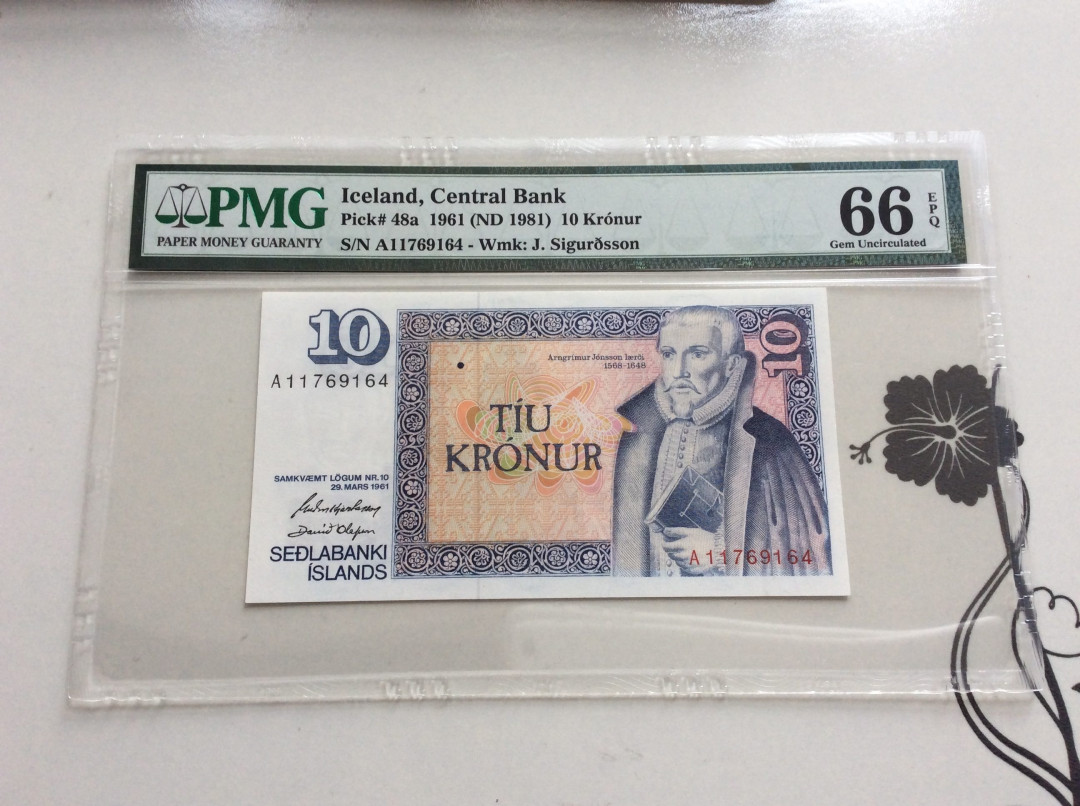 PMG
PAPER MONEY GUARANTY
Iceland, Central Bank
Pick# 48a 1961 (ND 1981) 10 Krónur
S/N A11769164 - Wmk: J. Sigurðsson
66
EPQ
Gem Uncirculated
10
A11769164
Arngrímur Jónsson lærði
1568-1648
10
TÍU
KRÓNUR
SAMKVÆMT LÖGUM NR.10
29. MARS 1961
SEÐLABANKI
ÍSLANDS
A11769164